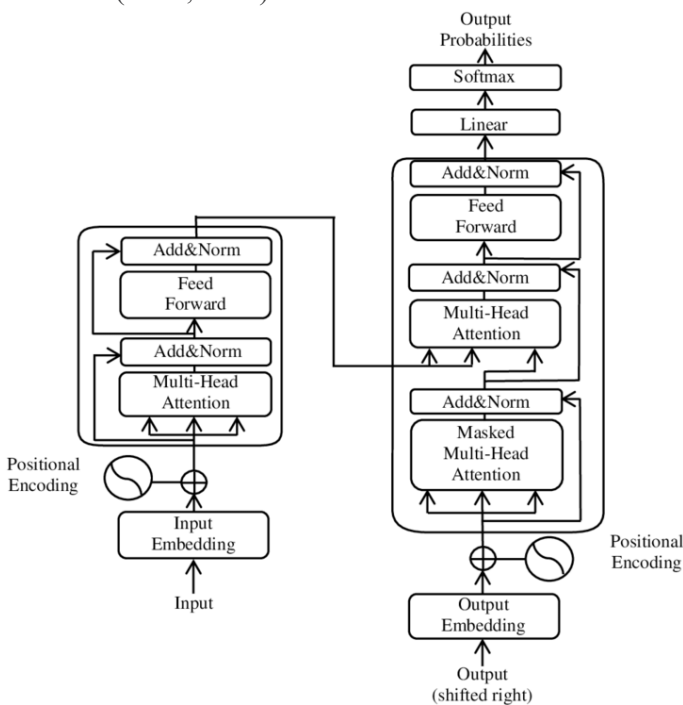 Output
Probabilities
Softmax
Linear
Add&Norm
Feed
Forward
Add&Norm
Multi-Head
Attention
Add&Norm
Masked
Multi-Head
Attention
Positional
Encoding
Output
Embedding
Output
(shifted right)
Add&Norm
Feed
Forward
Add&Norm
Multi-Head
Attention
Positional
Encoding
Input
Embedding
Input